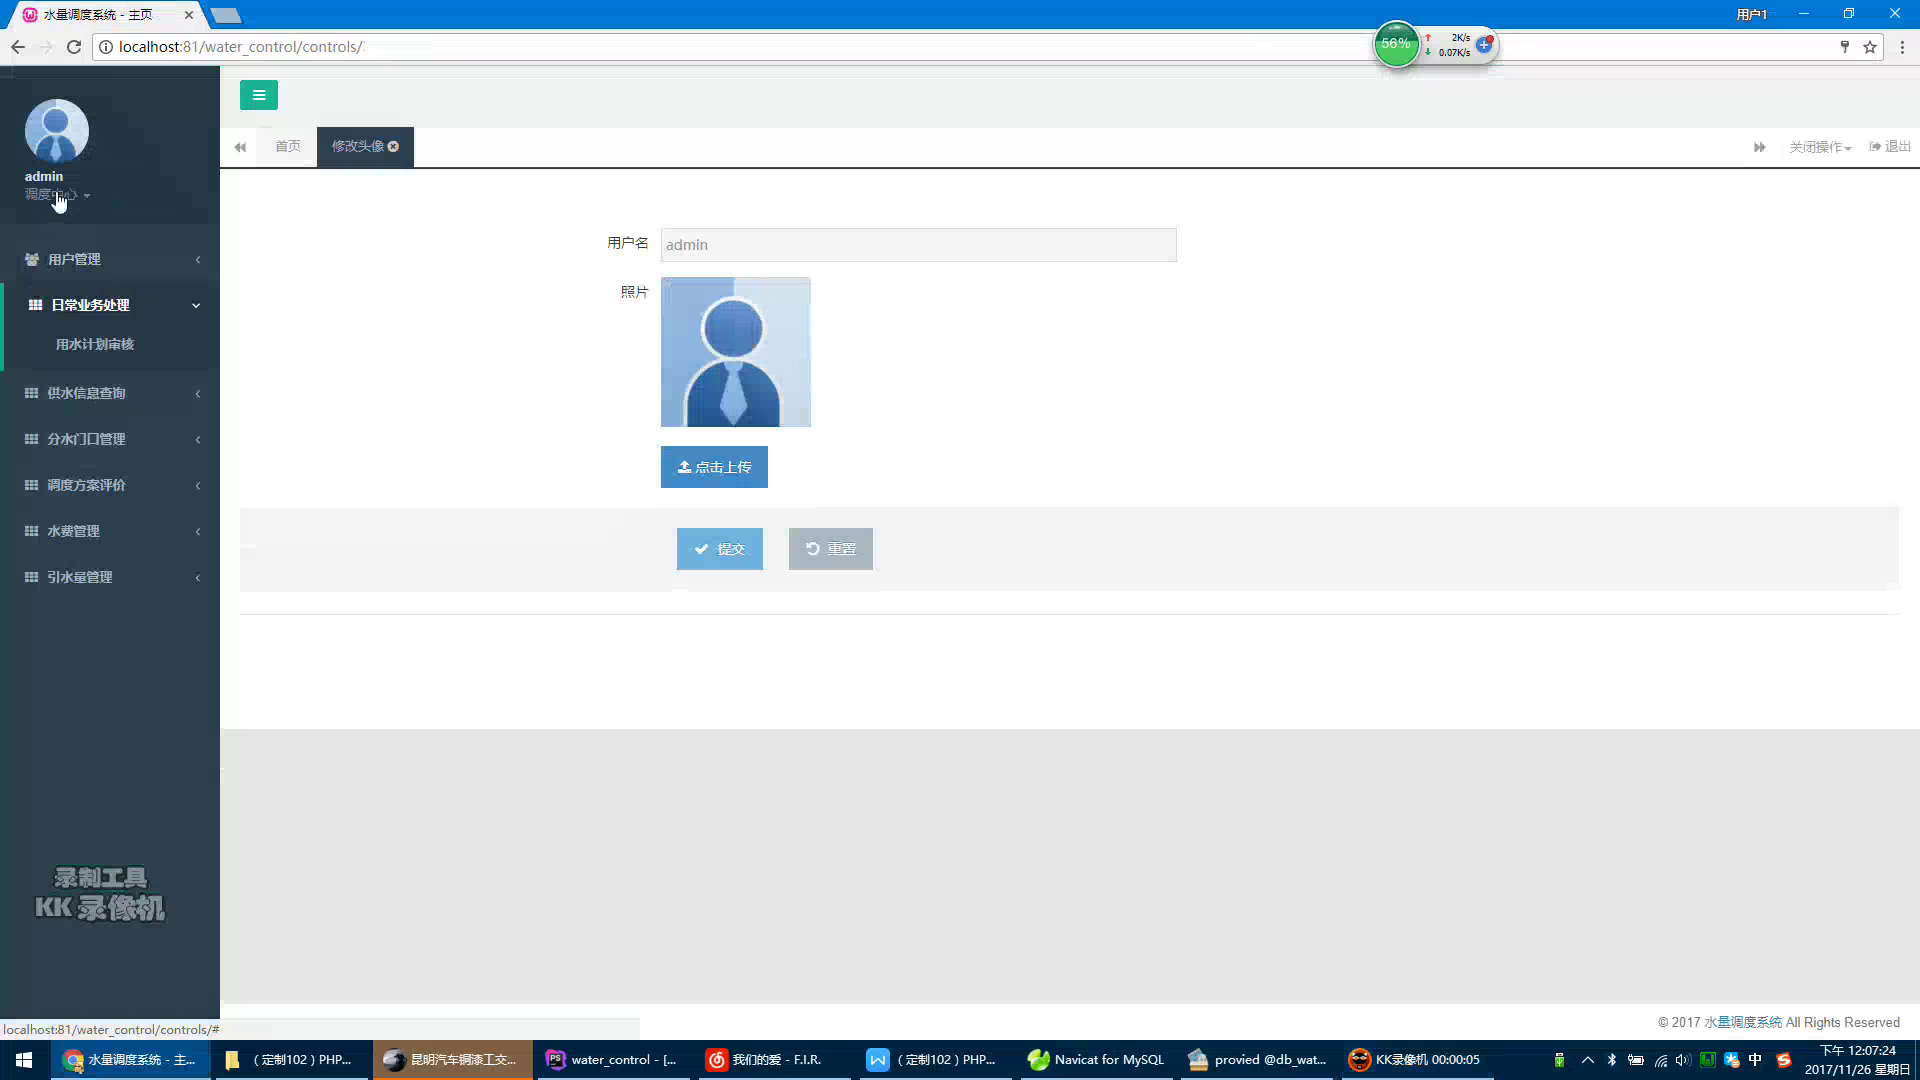 水量调度系统 - 主页
用户1
localhost:81/water_control/controls/
56%
2K/s
0.07K/s
admin
调度中心
首页
修改头像
关闭操作
退出
用户管理
日常业务处理
用水计划审核
供水信息查询
分水门口管理
调度方案评价
水费管理
引水量管理
用户名
admin
照片
点击上传
提交
重置
录制工具
KK 录像机
localhost:81/water_control/controls/#
© 2017 水量调度系统 All Rights Reserved
水量调度系统 - 主...
（定制102）PHP...
昆明汽车铜漆工交...
water_control - [...
我们的爱 - F.I.R.
（定制102）PHP...
Navicat for MySQL
provied @db_wat...
KK录像机 00:00:05
中
下午 12:07:24
2017/11/26 星期日